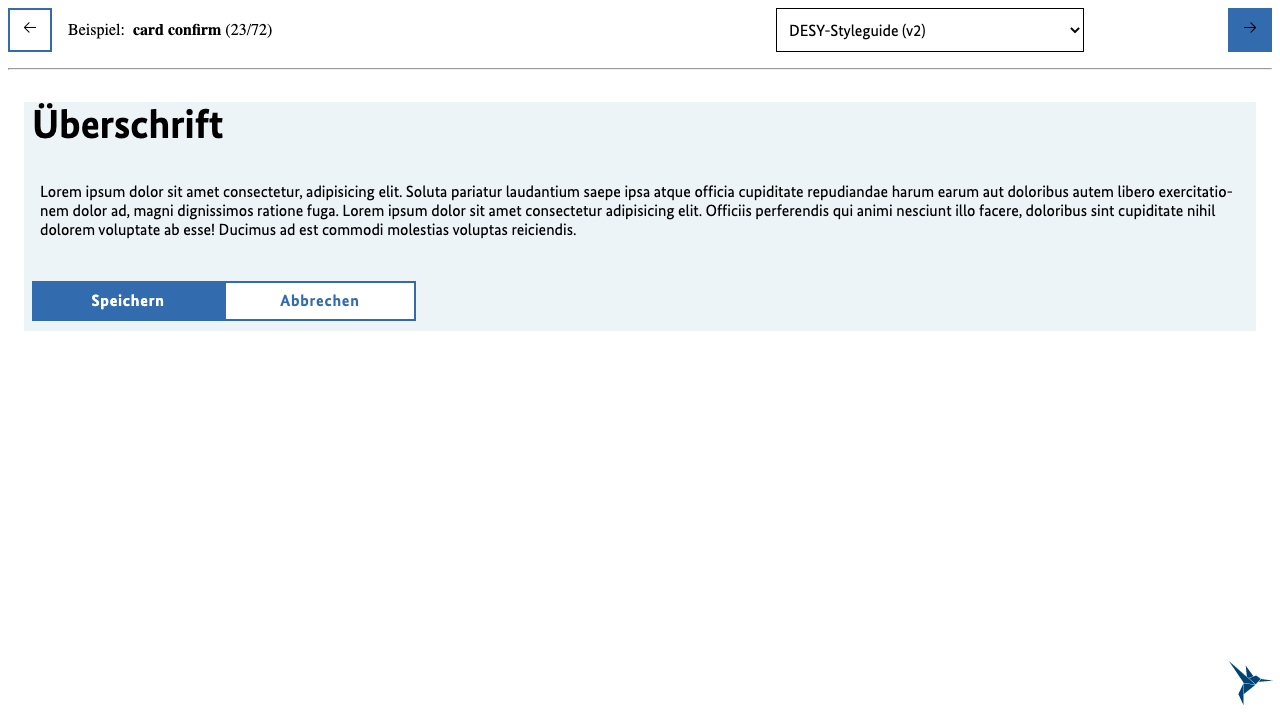 ← Beispiel: card confirm (23/72) DESY-Styleguide (v2) →
Überschrift
Lorem ipsum dolor sit amet consectetur, adipisicing elit. Soluta pariatur laudantium saepe ipsa atque officia cupiditate repudiandae harum earum aut doloribus autem libero exercitatio-
nem dolor ad, magni dignissimos ratione fuga. Lorem ipsum dolor sit amet consectetur adipisicing elit. Officiis perferendis qui animi nesciunt illo facere, doloribus sint cupiditate nihil
dolorem voluptate ab esse! Ducimus ad est commodi molestias voluptas reiciendis.
Speichern Abbrechen